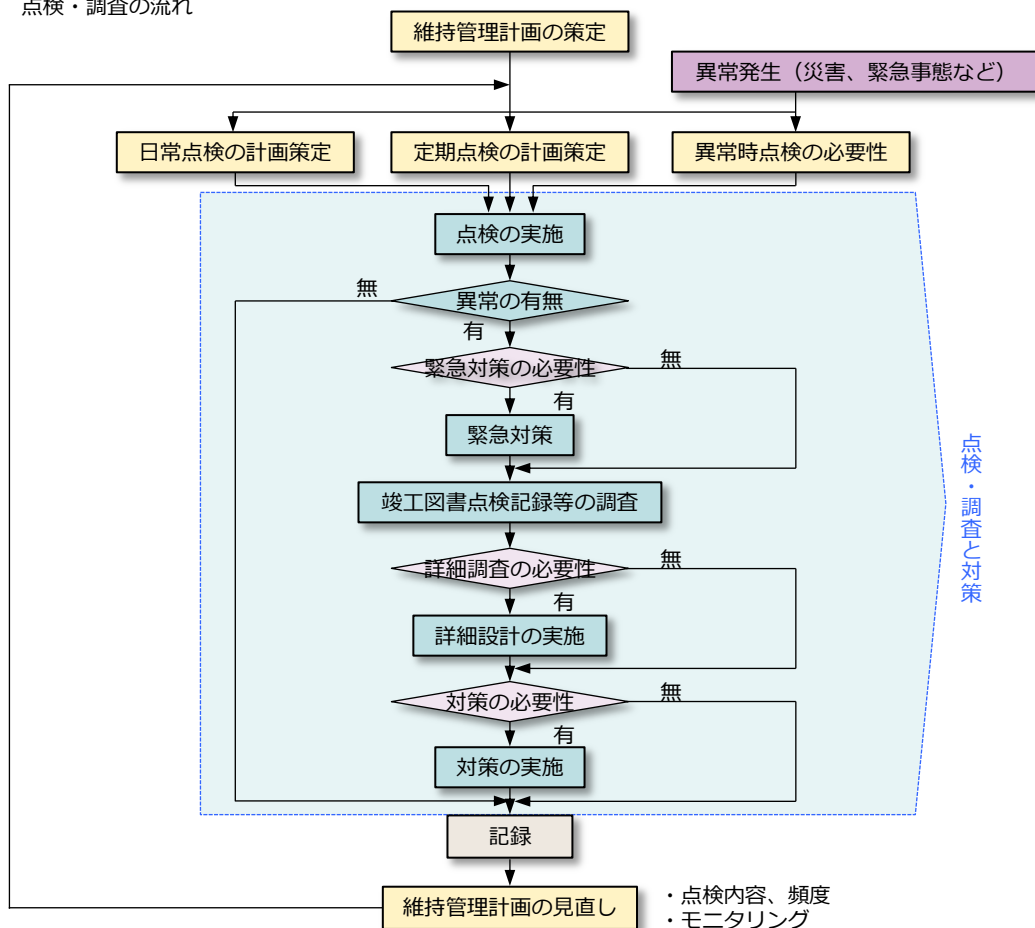 点検・調査の流れ
維持管理計画の策定
異常発生（災害、緊急事態など）
日常点検の計画策定
定期点検の計画策定
異常時点検の必要性
点検の実施
無
異常の有無
有
緊急対策の必要性
無
有
緊急対策
竣工図書点検記録等の調査
詳細調査の必要性
無
有
詳細設計の実施
対策の必要性
無
有
対策の実施
点検・調査と対策
記録
維持管理計画の見直し
・点検内容、頻度
・モニタリング